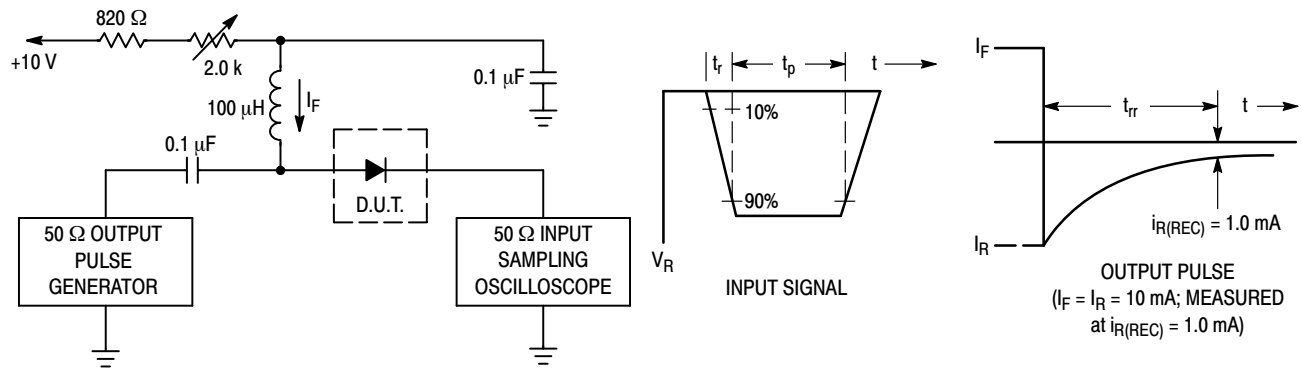 820 Ω
+10 V
2.0 k
0.1 μF
100 μH
I_F
0.1 μF
D.U.T.
50 Ω OUTPUT
PULSE
GENERATOR
50 Ω INPUT
SAMPLING
OSCILLOSCOPE
t_r
t_p
t
10%
90%
V_R
INPUT SIGNAL
I_F
t_rr
t
I_R
i_R(REC) = 1.0 mA
OUTPUT PULSE
(I_F = I_R = 10 mA; MEASURED
at i_R(REC) = 1.0 mA)